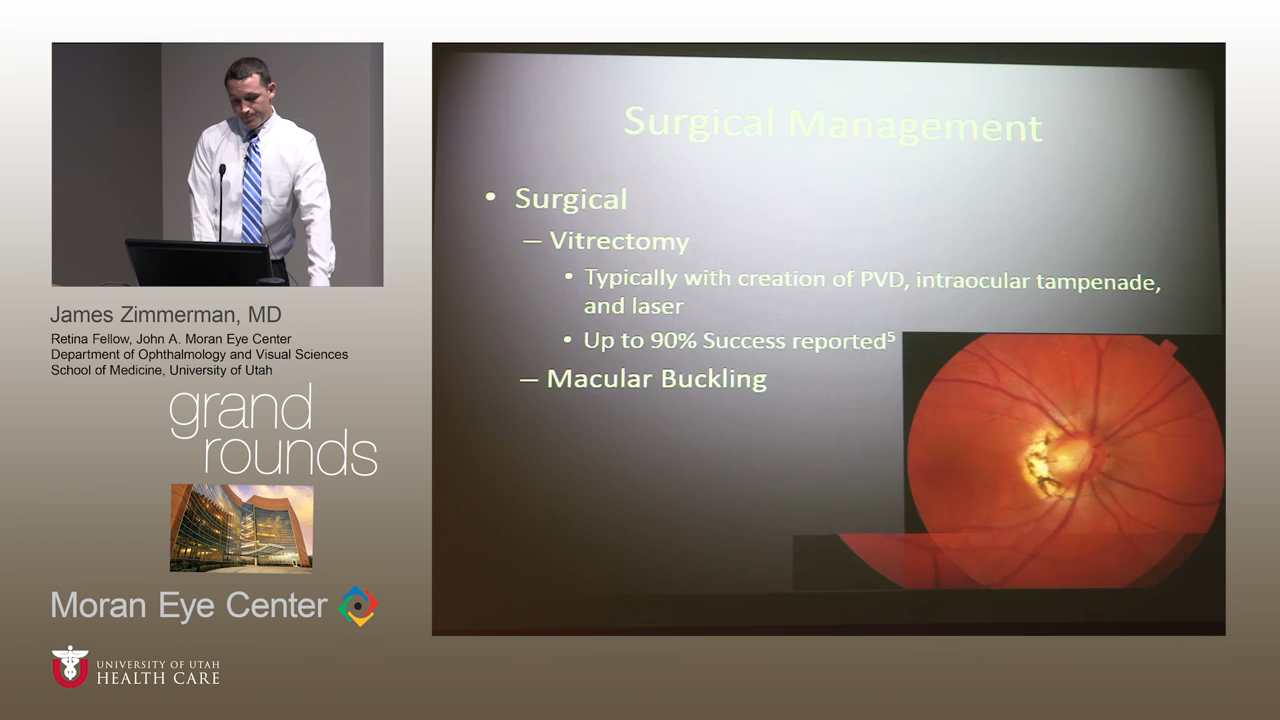 Surgical Management
• Surgical
– Vitrectomy
• Typically with creation of PVD, intraocular tampenade,
and laser
• Up to 90% Success reported⁵
– Macular Buckling
James Zimmerman, MD
Retina Fellow, John A. Moran Eye Center
Department of Ophthalmology and Visual Sciences
School of Medicine, University of Utah
grand
rounds
Moran Eye Center
U
UNIVERSITY OF UTAH
HEALTH CARE